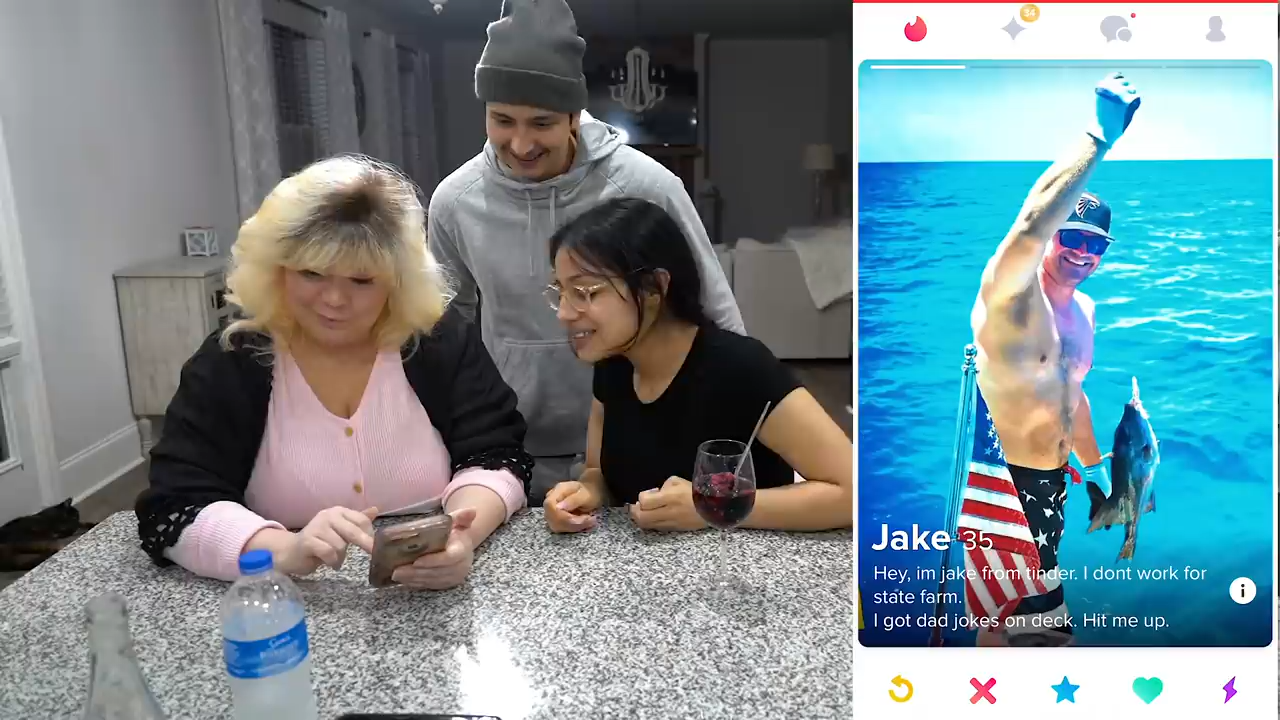 34
Jake 35
Hey, im jake from tinder. I dont work for
state farm.
I got dad jokes on deck. Hit me up.